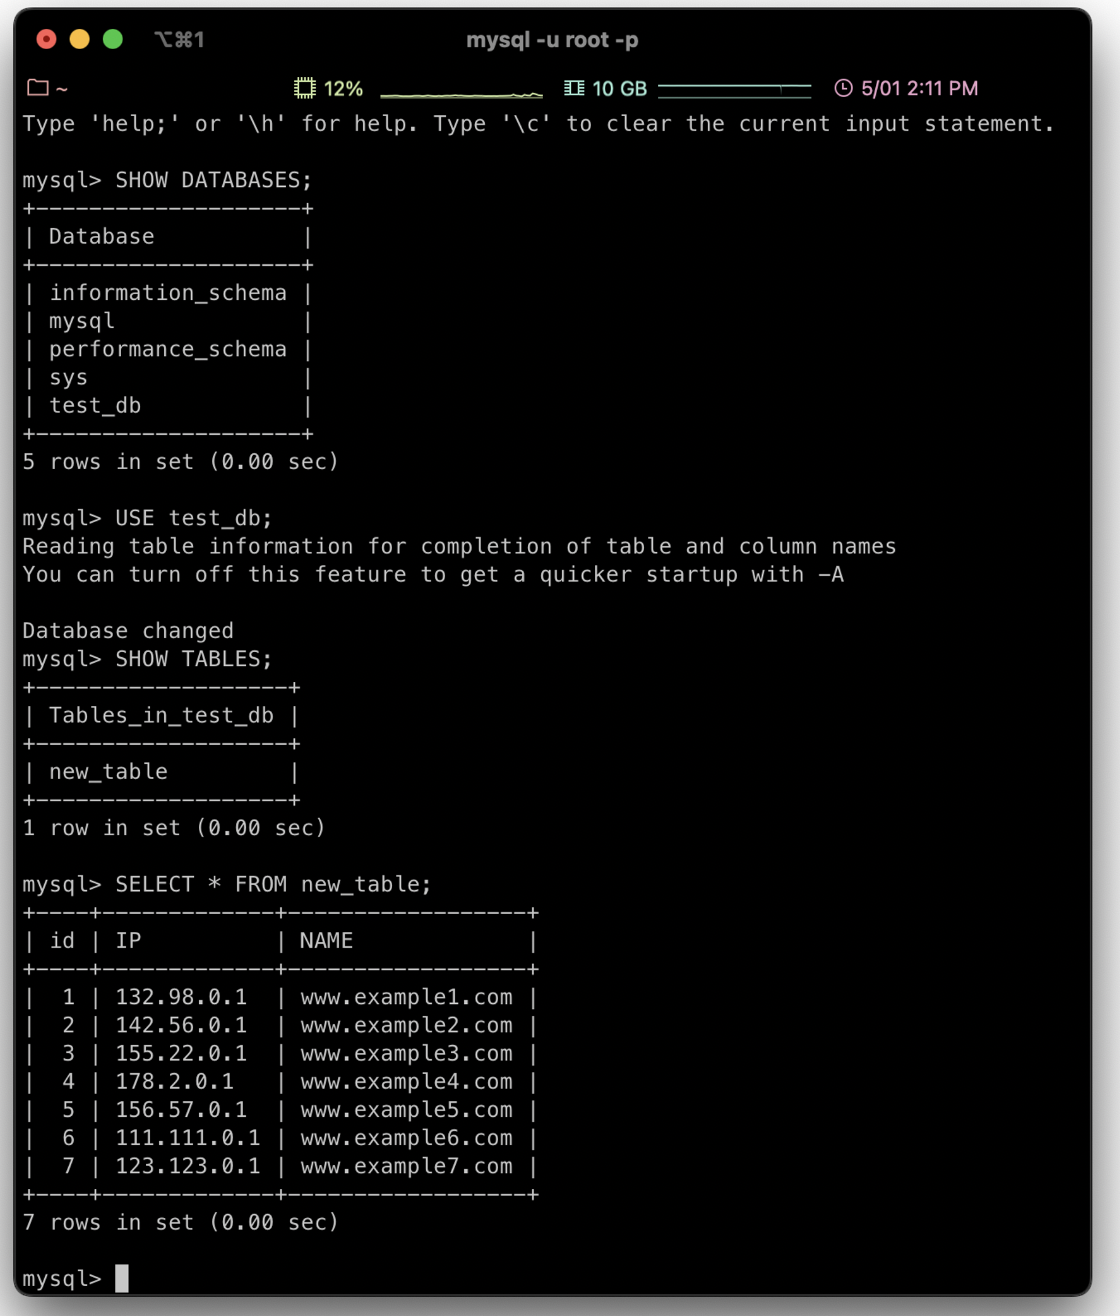 ⌥⌘1 mysql -u root -p
~ 12% 10 GB 5/01 2:11 PM
Type 'help;' or '\h' for help. Type '\c' to clear the current input statement.
mysql> SHOW DATABASES;
+--------------------+
| Database           |
+--------------------+
| information_schema |
| mysql              |
| performance_schema |
| sys                |
| test_db            |
+--------------------+
5 rows in set (0.00 sec)
mysql> USE test_db;
Reading table information for completion of table and column names
You can turn off this feature to get a quicker startup with -A
Database changed
mysql> SHOW TABLES;
+-------------------+
| Tables_in_test_db |
+-------------------+
| new_table         |
+-------------------+
1 row in set (0.00 sec)
mysql> SELECT * FROM new_table;
+----+-------------+------------------+
| id | IP          | NAME             |
+----+-------------+------------------+
|  1 | 132.98.0.1  | www.example1.com |
|  2 | 142.56.0.1  | www.example2.com |
|  3 | 155.22.0.1  | www.example3.com |
|  4 | 178.2.0.1   | www.example4.com |
|  5 | 156.57.0.1  | www.example5.com |
|  6 | 111.111.0.1 | www.example6.com |
|  7 | 123.123.0.1 | www.example7.com |
+----+-------------+------------------+
7 rows in set (0.00 sec)
mysql>